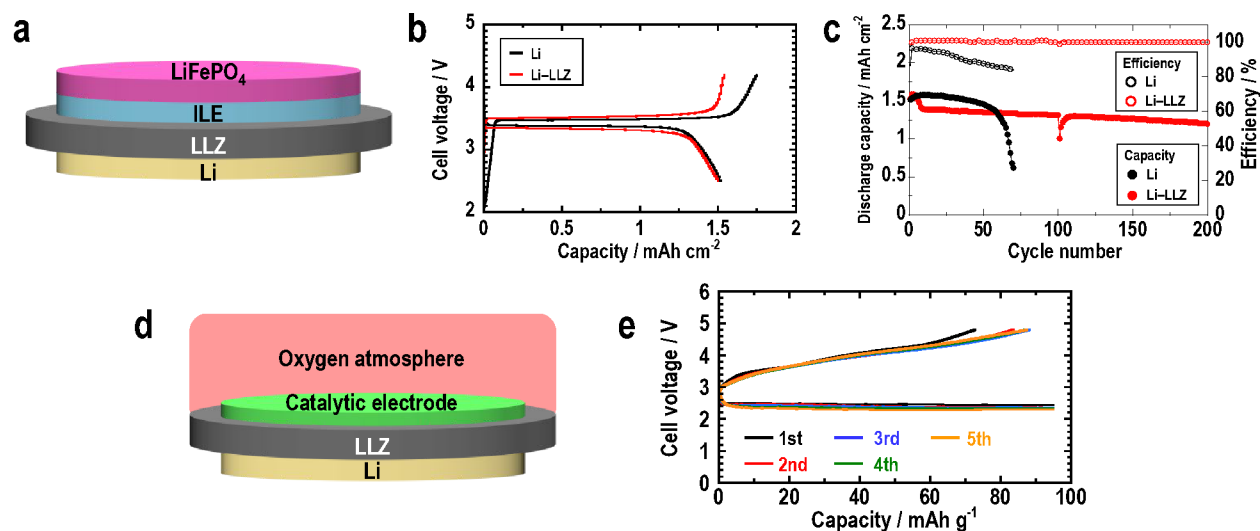 a
LiFePO4
ILE
LLZ
Li
b
Cell voltage / V
5
4
3
2
Li
Li–LLZ
0
0.5
1
1.5
2
Capacity / mAh cm-2
c
Discharge capacity / mAh cm-2
2.5
2
1.5
1
0.5
0
Efficiency
Li
Li–LLZ
Capacity
Li
Li–LLZ
100
80
60
40
20
0
Efficiency / %
0
50
100
150
200
Cycle number
d
Oxygen atmosphere
Catalytic electrode
LLZ
Li
e
Cell voltage / V
6
5
4
3
2
1
0
1st
3rd
5th
2nd
4th
0
20
40
60
80
100
Capacity / mAh g-1